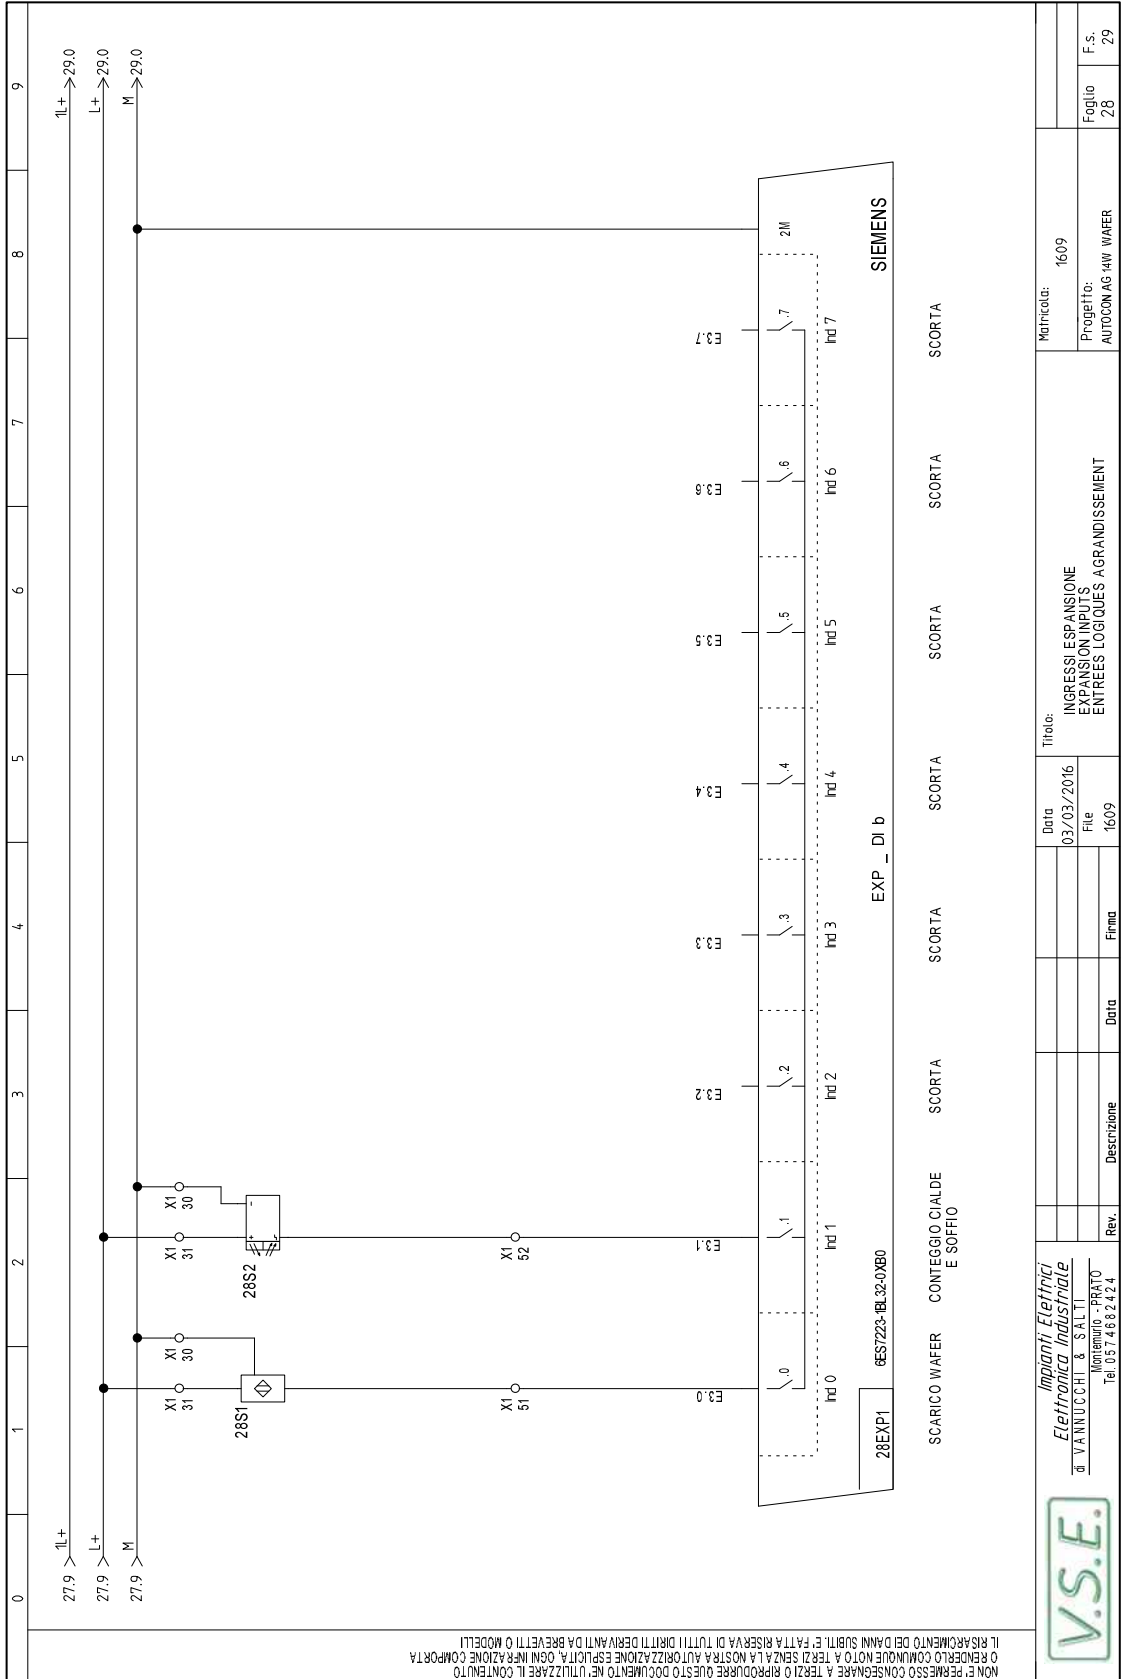 0 1 2 3 4 5 6 7 8 9
27.9 1L+ 1L+ 29.0
27.9 L+ L+ 29.0
27.9 M M 29.0
X1 31
X1 30
X1 31
X1 30
28S1
28S2
X1 51
X1 52
E3.0 E3.1 E3.2 E3.3 E3.4 E3.5 E3.6 E3.7
.0 .1 .2 .3 .4 .5 .6 .7 2M
Ind 0 Ind 1 Ind 2 Ind 3 Ind 4 Ind 5 Ind 6 Ind 7
28EXP1 6ES7223-1BL32-0XB0 EXP _ DI b SIEMENS
SCARICO WAFER
CONTEGGIO CIALDE
E SOFFIO
SCORTA SCORTA SCORTA SCORTA SCORTA SCORTA
NON E' PERMESSO CONSEGNARE A TERZI O RIPRODURRE QUESTO DOCUMENTO NE' UTILIZZARE IL CONTENUTO
O RENDERLO COMUNQUE NOTO A TERZI SENZA LA NOSTRA AUTORIZZAZIONE ESPLICITA, OGNI INFRAZIONE COMPORTA
IL RISARCIMENTO DEI DANNI SUBITI. E' FATTA RISERVA DI TUTTI I DIRITTI DERIVANTI DA BREVETTI O MODELLI
V.S.E.
Impianti Elettrici
Elettronica Industriale
di VANNUCCHI & SALTI
Montemurlo - PRATO
Tel. 0574682424
Rev. Descrizione Data Firma
Data
03/03/2016
File
1609
Titolo:
INGRESSI ESPANSIONE
EXPANSION INPUTS
ENTREES LOGIQUES AGRANDISSEMENT
Matricola:
1609
Progetto:
AUTOCON AG 14W WAFER
Foglio
28
F.s.
29